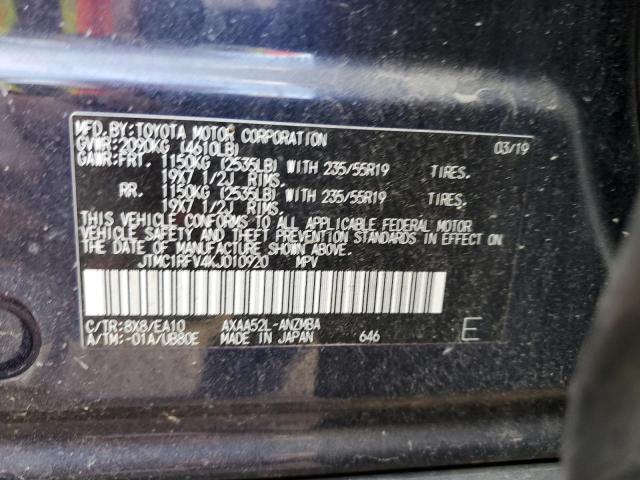 MFD.BY:TOYOTA MOTOR CORPORATION 03/19
GVWR:2090KG (4610LB)
GAWR:FRT. 1150KG (2535LB) WITH 235/55R19 TIRES.
19X7 1/2J RIMS.
RR. 1150KG (2535LB) WITH 235/55R19 TIRES.
19X7 1/2J RIMS.
THIS VEHICLE CONFORMS TO ALL APPLICABLE FEDERAL MOTOR
VEHICLE SAFETY AND THEFT PREVENTION STANDARDS IN EFFECT ON
THE DATE OF MANUFACTURE SHOWN ABOVE.
JTMC1RFV4KJ010920 MPV
C/TR:8X8/EA10 AXAA52L-ANZMBA
A/TM:-01A/UB80E MADE IN JAPAN 646 E